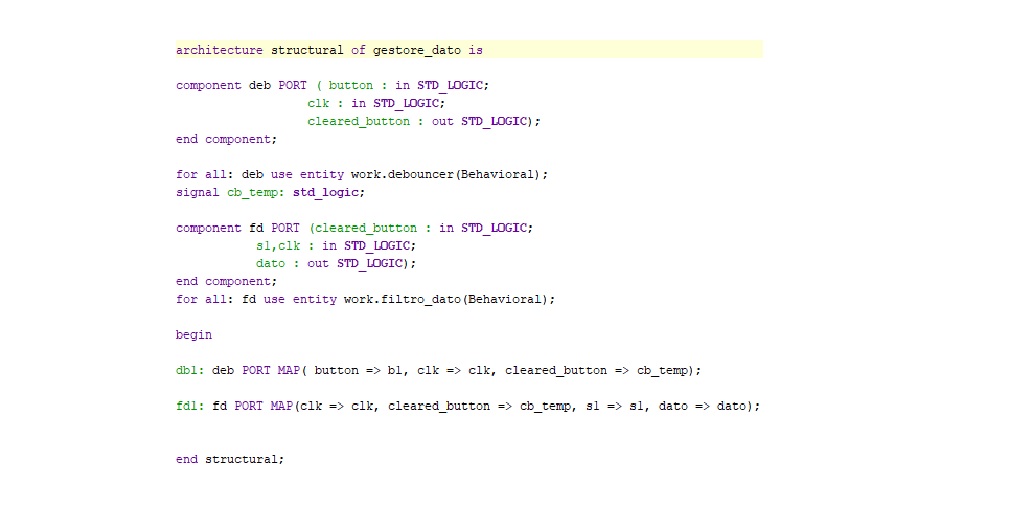 architecture structural of gestore_dato is
component deb PORT ( button : in STD_LOGIC;
clk : in STD_LOGIC;
cleared_button : out STD_LOGIC);
end component;
for all: deb use entity work.debouncer(Behavioral);
signal cb_temp: std_logic;
component fd PORT (cleared_button : in STD_LOGIC;
s1,clk : in STD_LOGIC;
dato : out STD_LOGIC);
end component;
for all: fd use entity work.filtro_dato(Behavioral);
begin
db1: deb PORT MAP( button => b1, clk => clk, cleared_button => cb_temp);
fd1: fd PORT MAP(clk => clk, cleared_button => cb_temp, s1 => s1, dato => dato);
end structural;